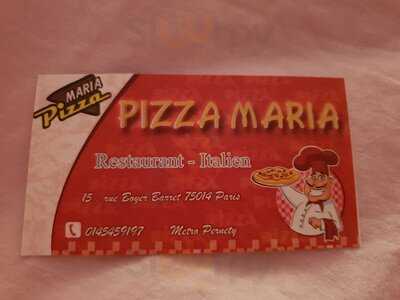 MARIA
Pizza
PIZZA MARIA
Restaurant - Italien
15 rue Boyer Barret 75014 Paris
0145459197 Metro Pernety